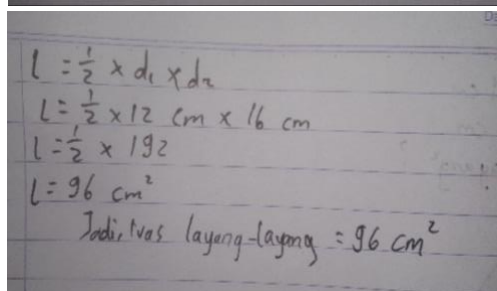 l = 1/2 × d₁ × d₂
l = 1/2 × 12 cm × 16 cm
l = 1/2 × 192
l = 96 cm²
Jadi, luas layang-layang = 96 cm²